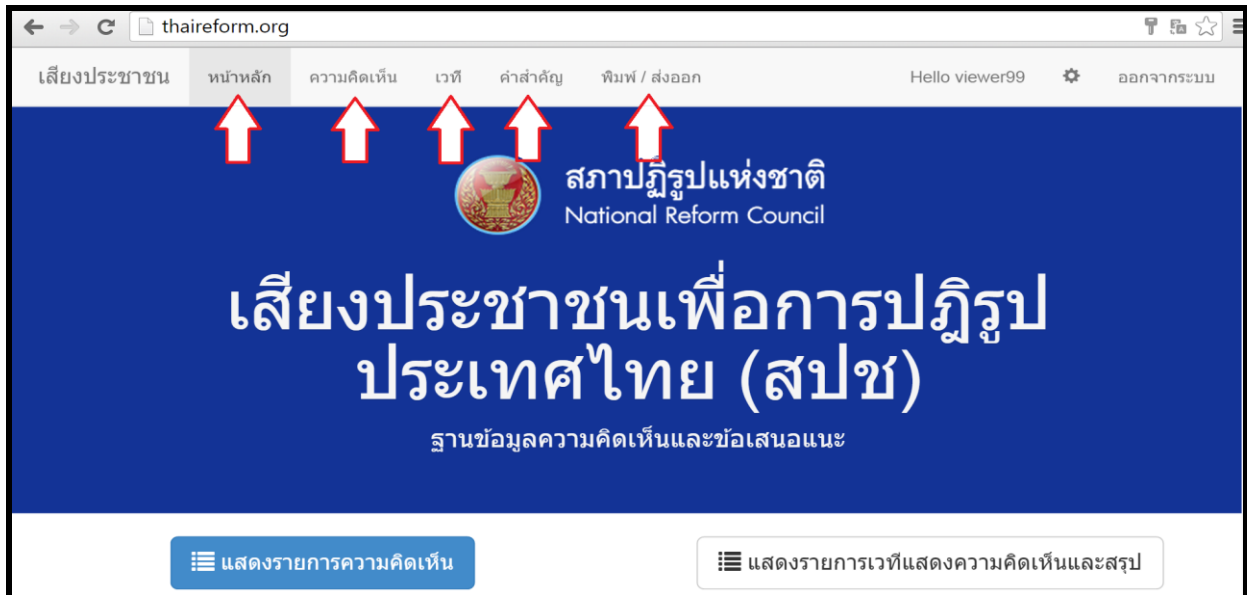 thaireform.org
เสียงประชาชน หน้าหลัก ความคิดเห็น เวที คำสำคัญ พิมพ์ / ส่งออก Hello viewer99 ออกจากระบบ
สภาปฏิรูปแห่งชาติ
National Reform Council
เสียงประชาชนเพื่อการปฎิรูป
ประเทศไทย (สปช)
ฐานข้อมูลความคิดเห็นและข้อเสนอแนะ
แสดงรายการความคิดเห็น แสดงรายการเวทีแสดงความคิดเห็นและสรุป